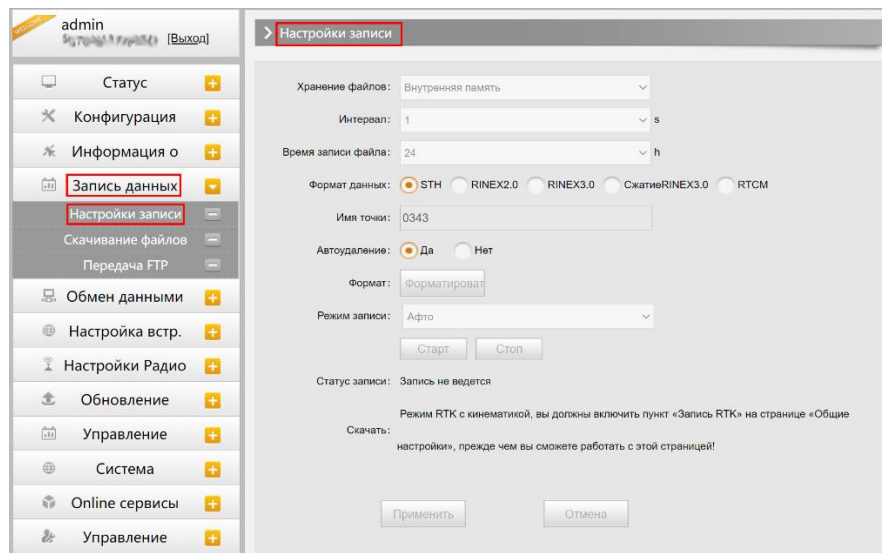 WELCOME
admin
[Выход]
Статус
Конфигурация
Информация о
Запись данных
Настройки записи
Скачивание файлов
Передача FTP
Обмен данными
Настройка встр.
Настройки Радио
Обновление
Управление
Система
Online сервисы
Управление
Настройки записи
Хранение файлов: Внутренняя память
Интервал: 1 s
Время записи файла: 24 h
Формат данных: STH RINEX2.0 RINEX3.0 СжатиеRINEX3.0 RTCM
Имя точки: 0343
Автоудаление: Да Нет
Формат: Форматироват
Режим записи: Афто
Старт Стоп
Статус записи: Запись не ведется
Скачать: Режим RTK с кинематикой, вы должны включить пункт «Запись RTK» на странице «Общие
настройки», прежде чем вы сможете работать с этой страницей!
Применить Отмена